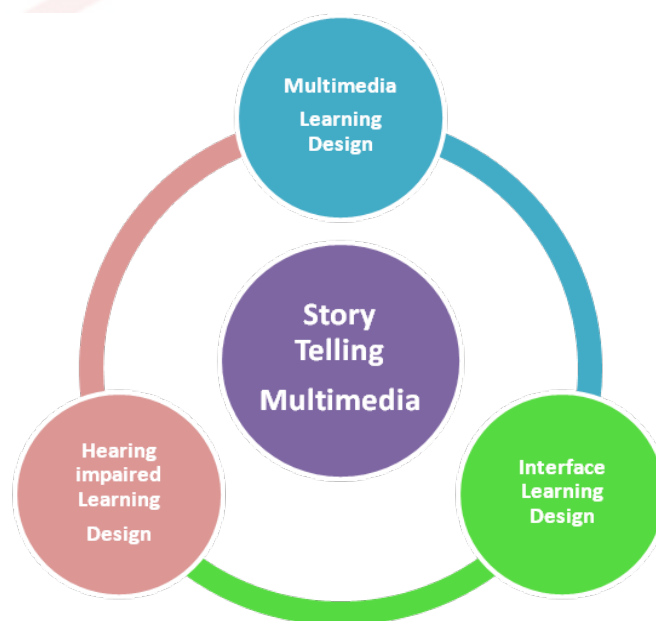 Multimedia
Learning
Design
Story
Telling
Multimedia
Hearing
impaired
Learning
Design
Interface
Learning
Design